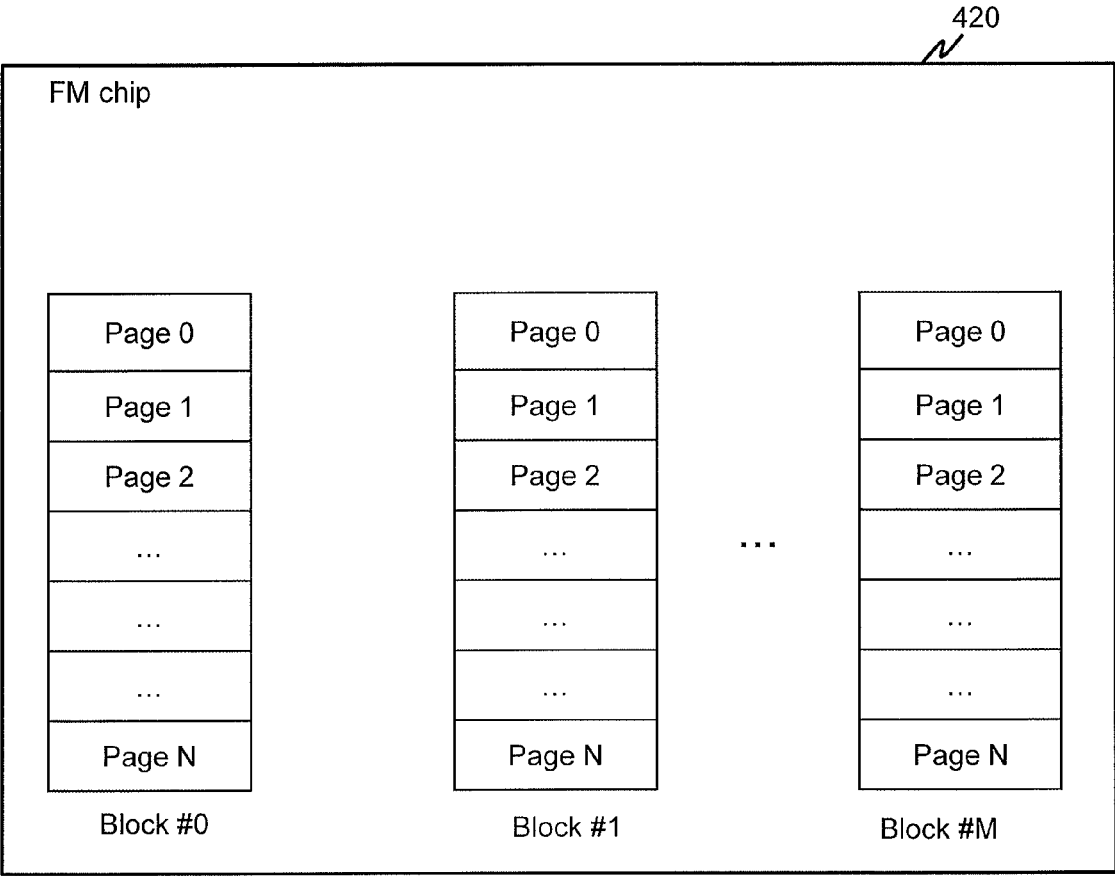 420
FM chip
Page 0 Page 0 Page 0
Page 1 Page 1 Page 1
Page 2 Page 2 Page 2
... ... ... ...
... ... ...
... ... ...
Page N Page N Page N
Block #0 Block #1 Block #M